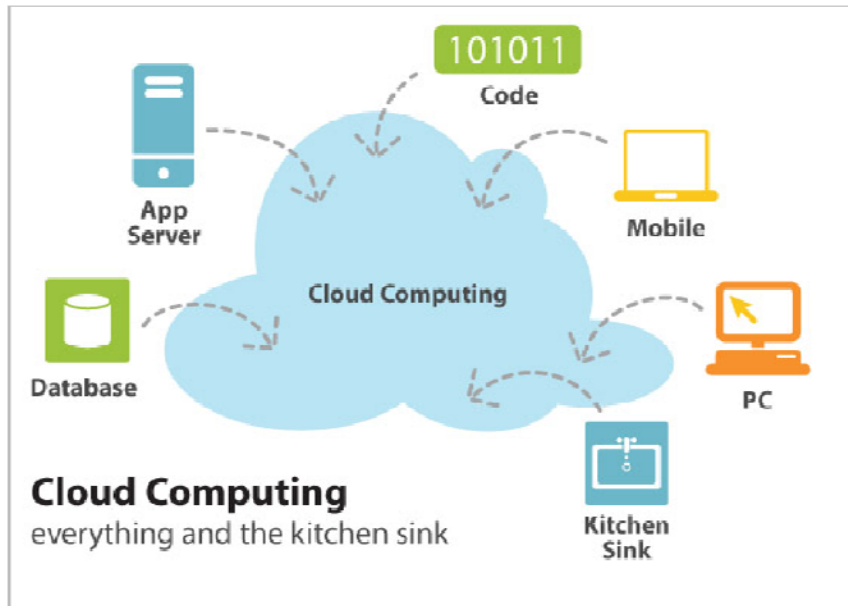 101011
Code
App
Server
Mobile
Cloud Computing
Database
PC
Kitchen
Sink
Cloud Computing
everything and the kitchen sink